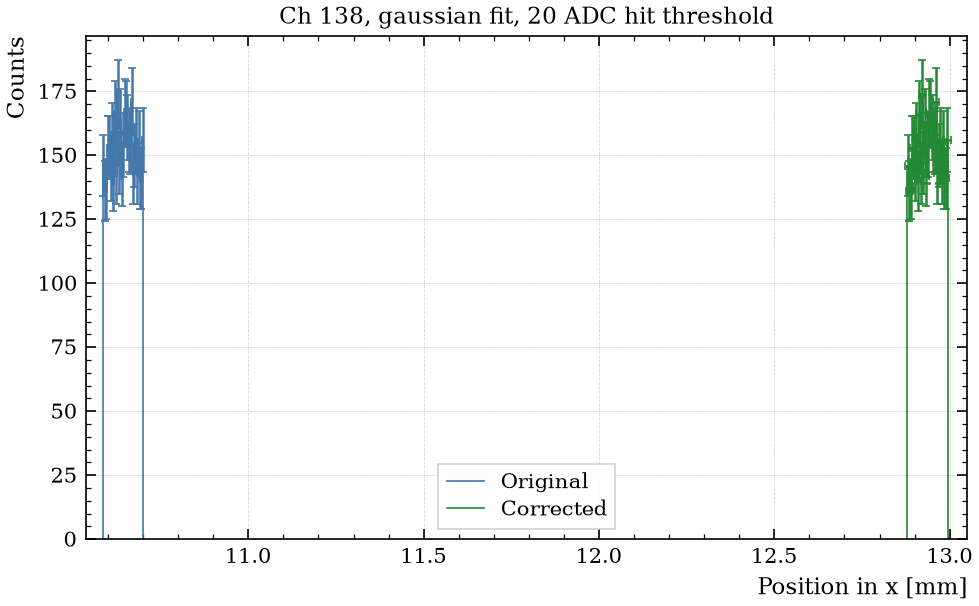 Ch 138, gaussian fit, 20 ADC hit threshold
Counts
175
150
125
100
75
50
25
0
Original
Corrected
11.0 11.5 12.0 12.5 13.0
Position in x [mm]